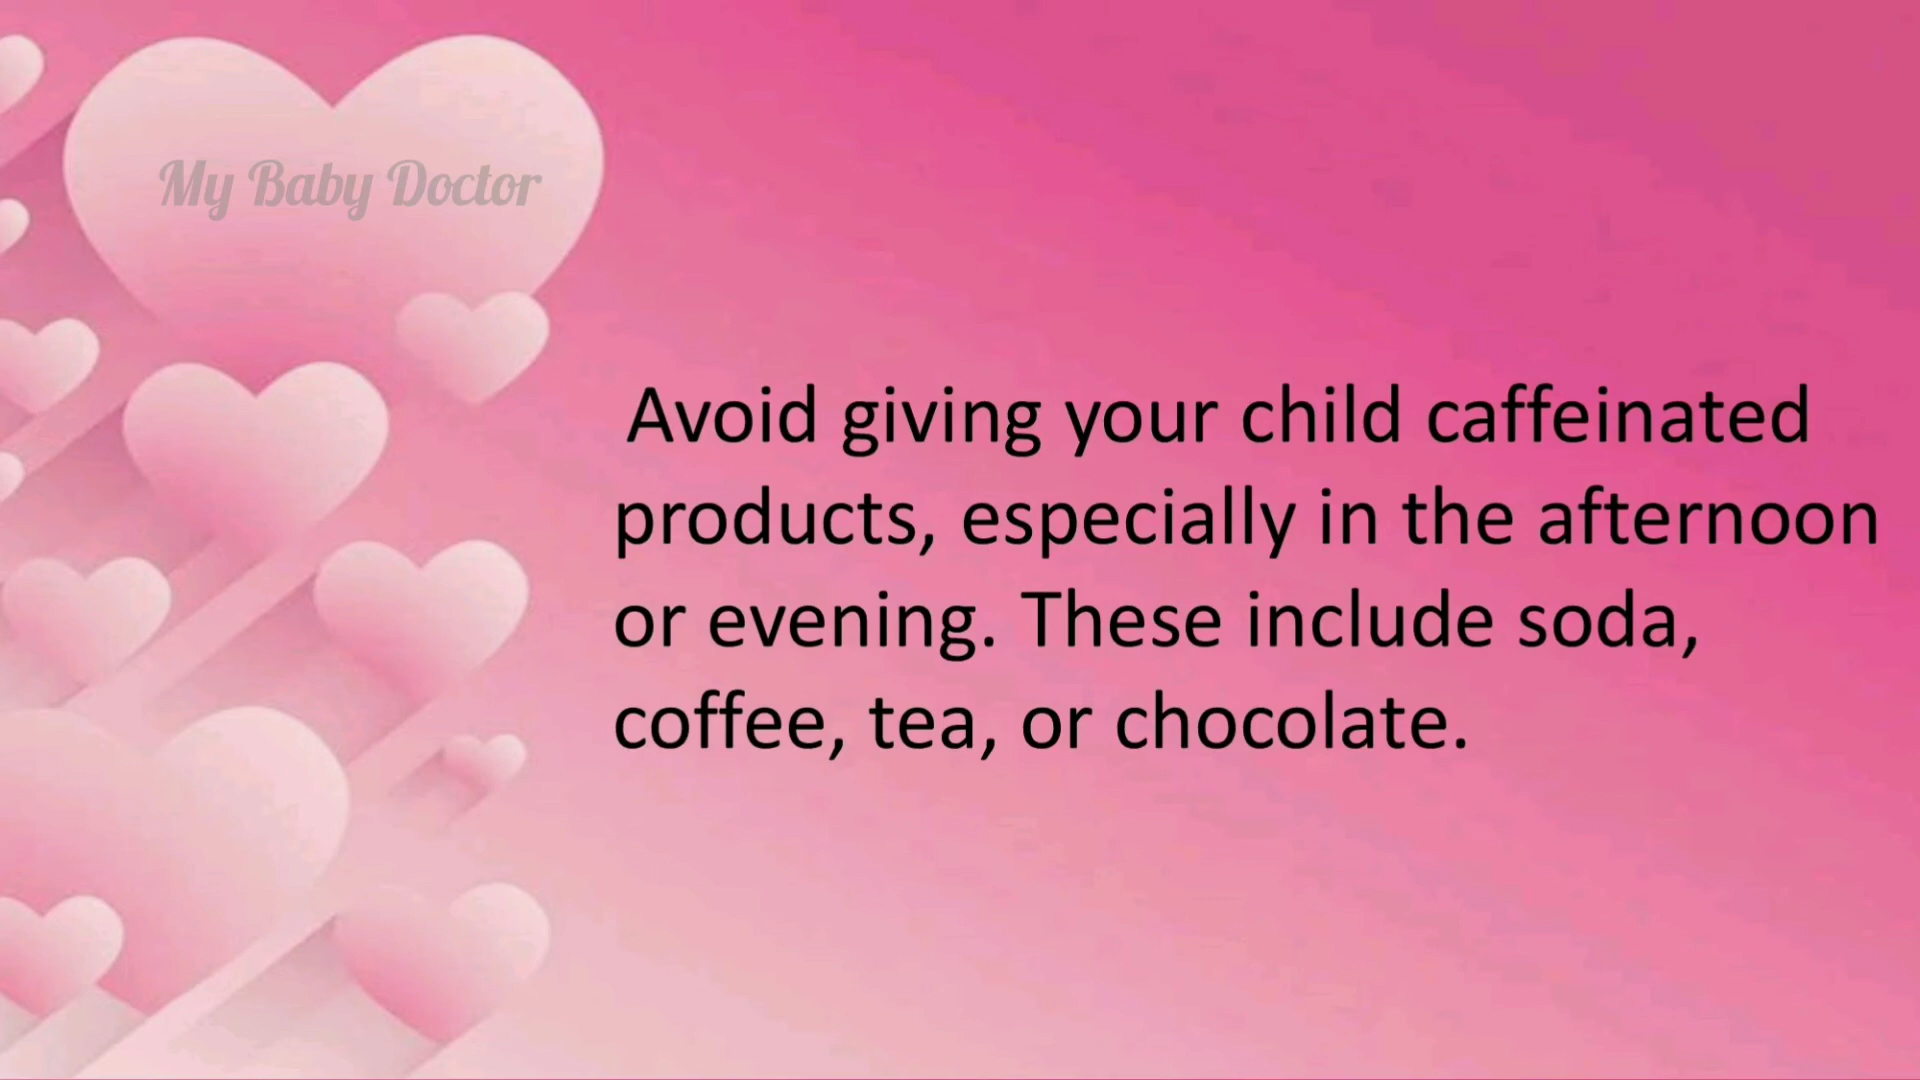 My Baby Doctor
Avoid giving your child caffeinated
products, especially in the afternoon
or evening. These include soda,
coffee, tea, or chocolate.